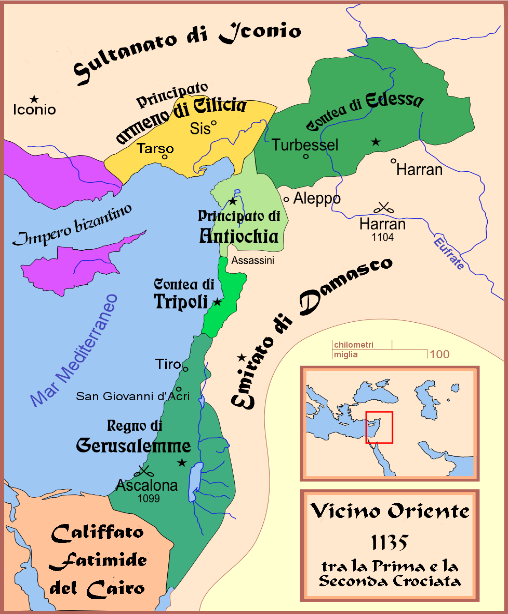 Sultanato di Iconio
Iconio
Principato
armeno di Cilicia
Sis
Tarso
Contea di Edessa
Turbessel
Harran
Aleppo
Harran
1104
Eufrate
Impero bizantino
Principato di
Antiochia
Assassini
Contea di
Tripoli
Emirato di Damasco
Mar Mediterraneo
Tiro
San Giovanni d'Acri
Regno di
Gerusalemme
Ascalona
1099
Califfato
Fatimide
del Cairo
chilometri
miglia
100
Vicino Oriente
1135
tra la Prima e la
Seconda Crociata